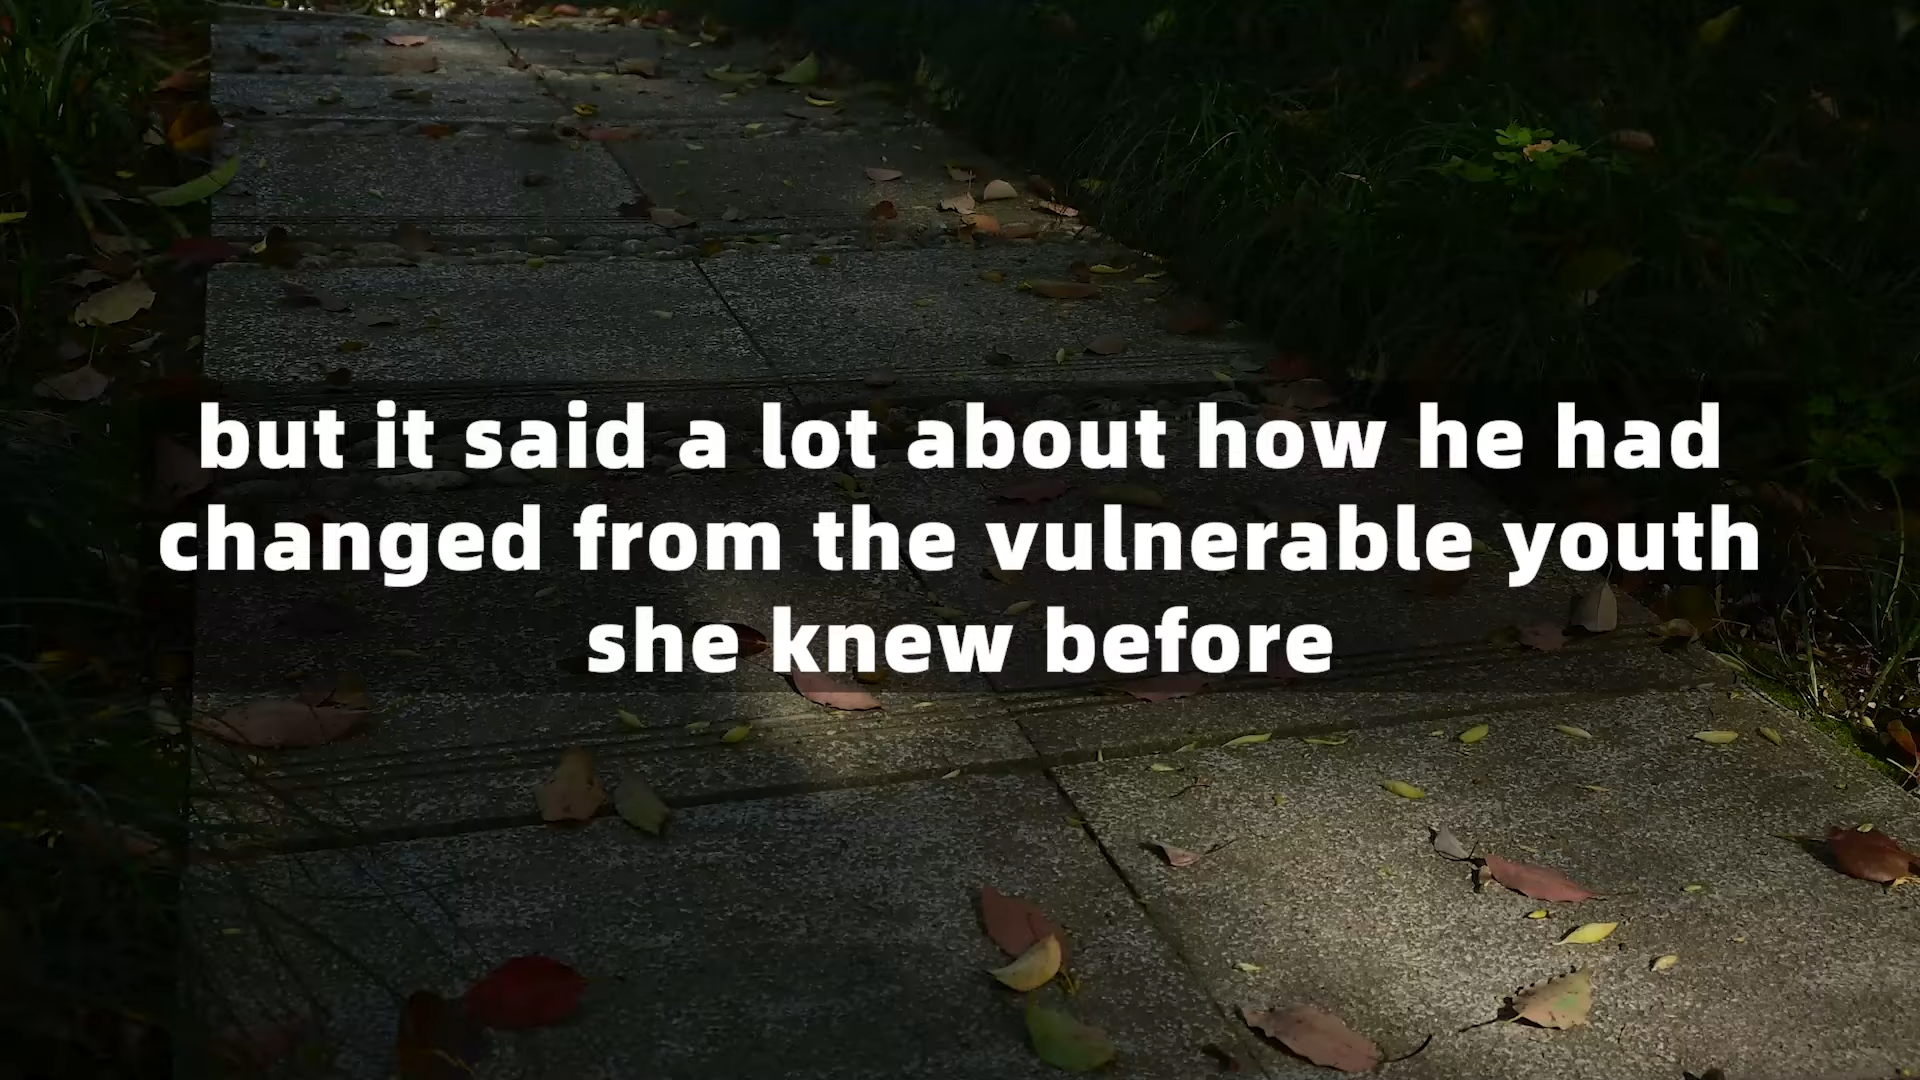 but it said a lot about how he had
changed from the vulnerable youth
she knew before